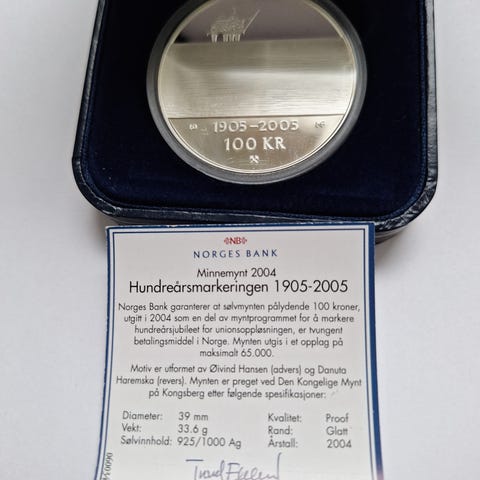 1905-2005
100 KR
NB
NORGES BANK
Minnemynt 2004
Hundreårsmarkeringen 1905-2005
Norges Bank garanterer at sølvmynten pålydende 100 kroner,
utgitt i 2004 som en del av myntprogrammet for å markere
hundreårsjubileet for unionsoppløsningen, er tvungent
betalingsmiddel i Norge. Mynten utgis i et opplag på
maksimalt 65.000.
Motiv er utformet av Øivind Hansen (advers) og Danuta
Haremska (revers). Mynten er preget ved Den Kongelige Mynt
på Kongsberg etter følgende spesifikasjoner:
Diameter: 39 mm Kvalitet: Proof
Vekt: 33.6 g Rand: Glatt
Sølvinnhold: 925/1000 Ag Årstall: 2004